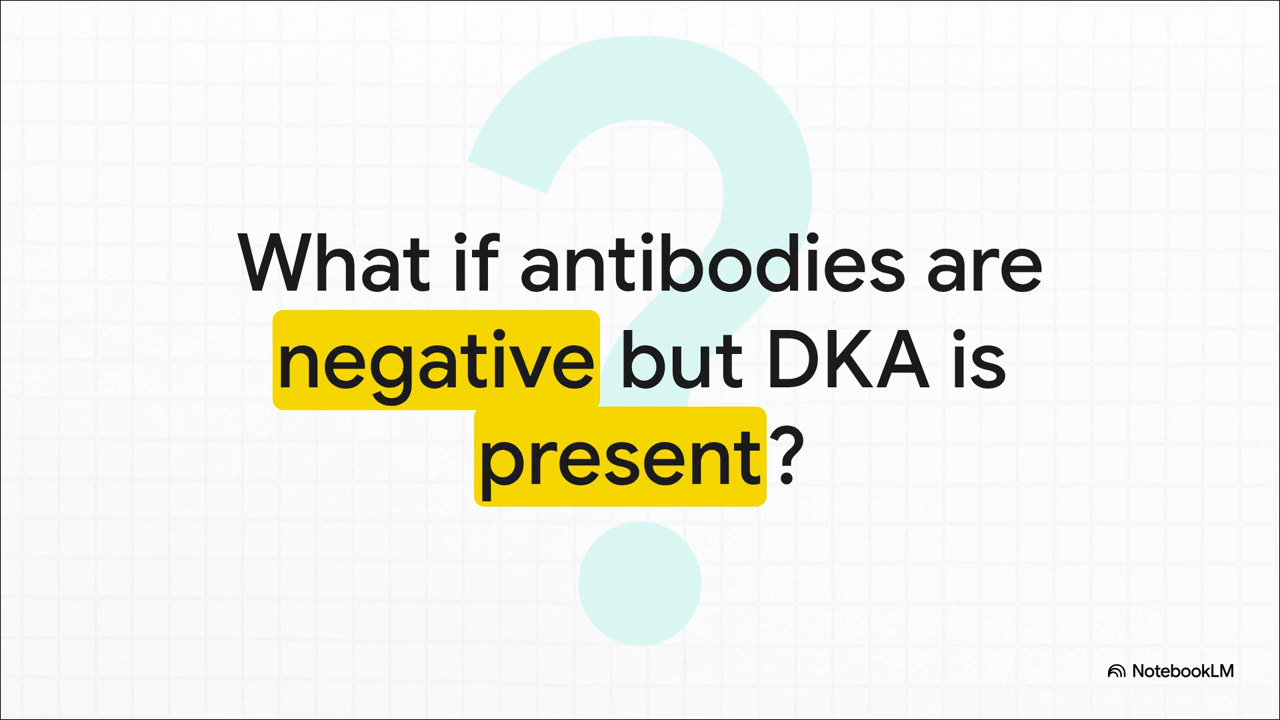 What if antibodies are
negative but DKA is
present?
NotebookLM